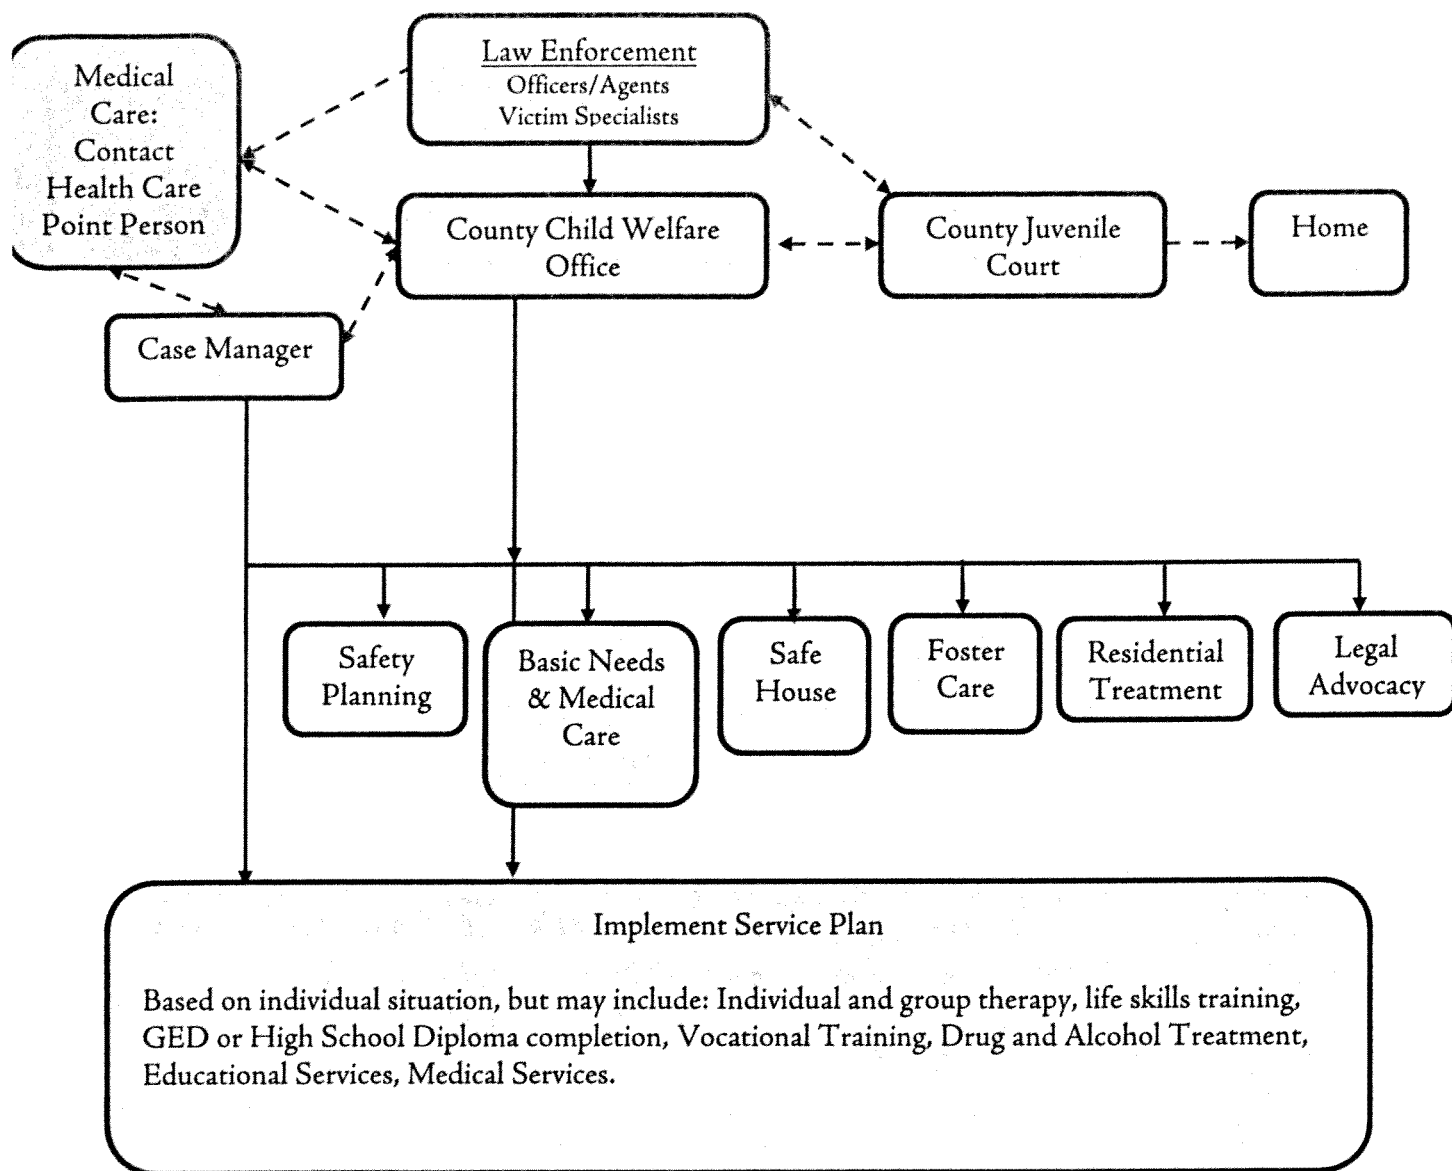 Law Enforcement
Officers/Agents
Victim Specialists
Medical
Care:
Contact
Health Care
Point Person
County Child Welfare
Office
County Juvenile
Court
Home
Case Manager
Safety
Planning
Basic Needs
& Medical
Care
Safe
House
Foster
Care
Residential
Treatment
Legal
Advocacy
Implement Service Plan
Based on individual situation, but may include: Individual and group therapy, life skills training,
GED or High School Diploma completion, Vocational Training, Drug and Alcohol Treatment,
Educational Services, Medical Services.